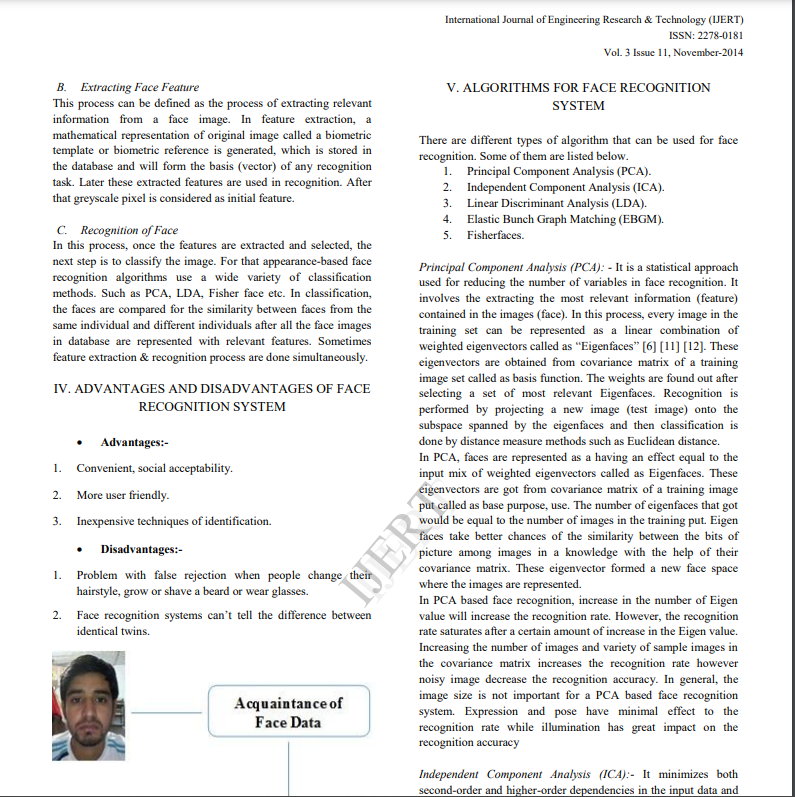 International Journal of Engineering Research & Technology (IJERT)
ISSN: 2278-0181
Vol. 3 Issue 11, November-2014
B. Extracting Face Feature
This process can be defined as the process of extracting relevant
information from a face image. In feature extraction, a
mathematical representation of original image called a biometric
template or biometric reference is generated, which is stored in
the database and will form the basis (vector) of any recognition
task. Later these extracted features are used in recognition. After
that greyscale pixel is considered as initial feature.
C. Recognition of Face
In this process, once the features are extracted and selected, the
next step is to classify the image. For that appearance-based face
recognition algorithms use a wide variety of classification
methods. Such as PCA, LDA, Fisher face etc. In classification,
the faces are compared for the similarity between faces from the
same individual and different individuals after all the face images
in database are represented with relevant features. Sometimes
feature extraction & recognition process are done simultaneously.
IV. ADVANTAGES AND DISADVANTAGES OF FACE
RECOGNITION SYSTEM
• Advantages:-
1. Convenient, social acceptability.
2. More user friendly.
3. Inexpensive techniques of identification.
• Disadvantages:-
1. Problem with false rejection when people change their
hairstyle, grow or shave a beard or wear glasses.
2. Face recognition systems can't tell the difference between
identical twins.
Acquaintance of
Face Data
V. ALGORITHMS FOR FACE RECOGNITION
SYSTEM
There are different types of algorithm that can be used for face
recognition. Some of them are listed below.
1. Principal Component Analysis (PCA).
2. Independent Component Analysis (ICA).
3. Linear Discriminant Analysis (LDA).
4. Elastic Bunch Graph Matching (EBGM).
5. Fisherfaces.
Principal Component Analysis (PCA): - It is a statistical approach
used for reducing the number of variables in face recognition. It
involves the extracting the most relevant information (feature)
contained in the images (face). In this process, every image in the
training set can be represented as a linear combination of
weighted eigenvectors called as “Eigenfaces” [6] [11] [12]. These
eigenvectors are obtained from covariance matrix of a training
image set called as basis function. The weights are found out after
selecting a set of most relevant Eigenfaces. Recognition is
performed by projecting a new image (test image) onto the
subspace spanned by the eigenfaces and then classification is
done by distance measure methods such as Euclidean distance.
In PCA, faces are represented as a having an effect equal to the
input mix of weighted eigenvectors called as Eigenfaces. These
eigenvectors are got from covariance matrix of a training image
put called as base purpose, use. The number of eigenfaces that got
would be equal to the number of images in the training put. Eigen
faces take better chances of the similarity between the bits of
picture among images in a knowledge with the help of their
covariance matrix. These eigenvector formed a new face space
where the images are represented.
In PCA based face recognition, increase in the number of Eigen
value will increase the recognition rate. However, the recognition
rate saturates after a certain amount of increase in the Eigen value.
Increasing the number of images and variety of sample images in
the covariance matrix increases the recognition rate however
noisy image decrease the recognition accuracy. In general, the
image size is not important for a PCA based face recognition
system. Expression and pose have minimal effect to the
recognition rate while illumination has great impact on the
recognition accuracy
Independent Component Analysis (ICA):- It minimizes both
second-order and higher-order dependencies in the input data and
IJERT